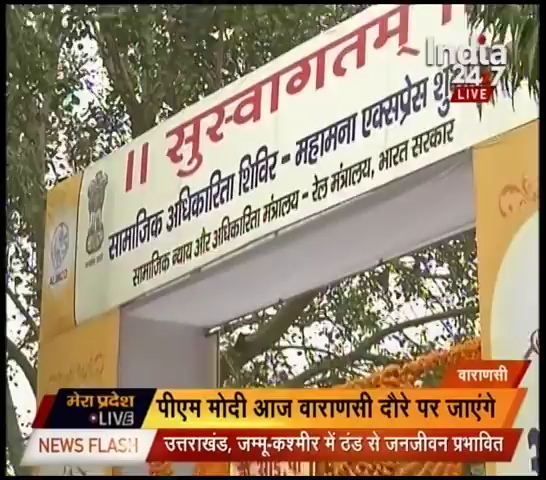 India
24x7
LIVE
॥ सुस्वागतम् ॥
सामाजिक अधिकारिता शिविर - महामना एक्सप्रेस
सामाजिक न्याय और अधिकारिता मंत्रालय - रेल मंत्रालय, भारत सरकार
ALIMCO
वाराणसी
मेरा प्रदेश
LIVE
पीएम मोदी आज वाराणसी दौरे पर जाएंगे
NEWS FLASH
उत्तराखंड, जम्मू-कश्मीर में ठंड से जनजीवन प्रभावित